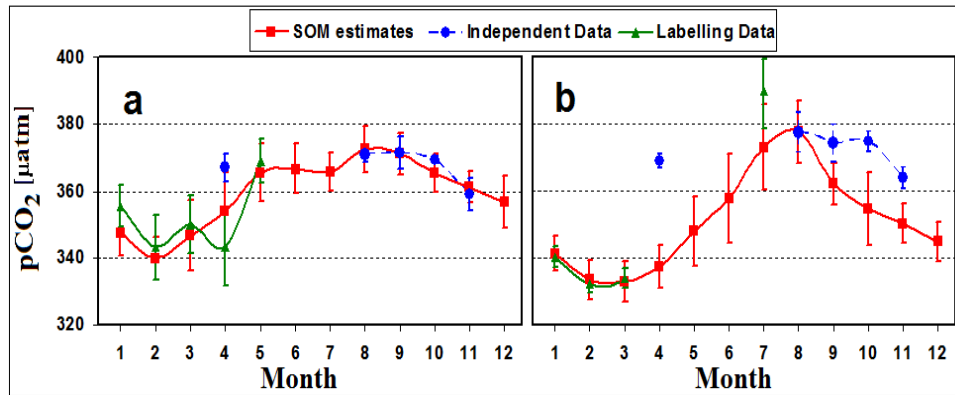 SOM estimates Independent Data Labelling Data
a b
pCO₂ [µatm]
400
380
360
340
320
1 2 3 4 5 6 7 8 9 10 11 12 1 2 3 4 5 6 7 8 9 10 11 12
Month Month